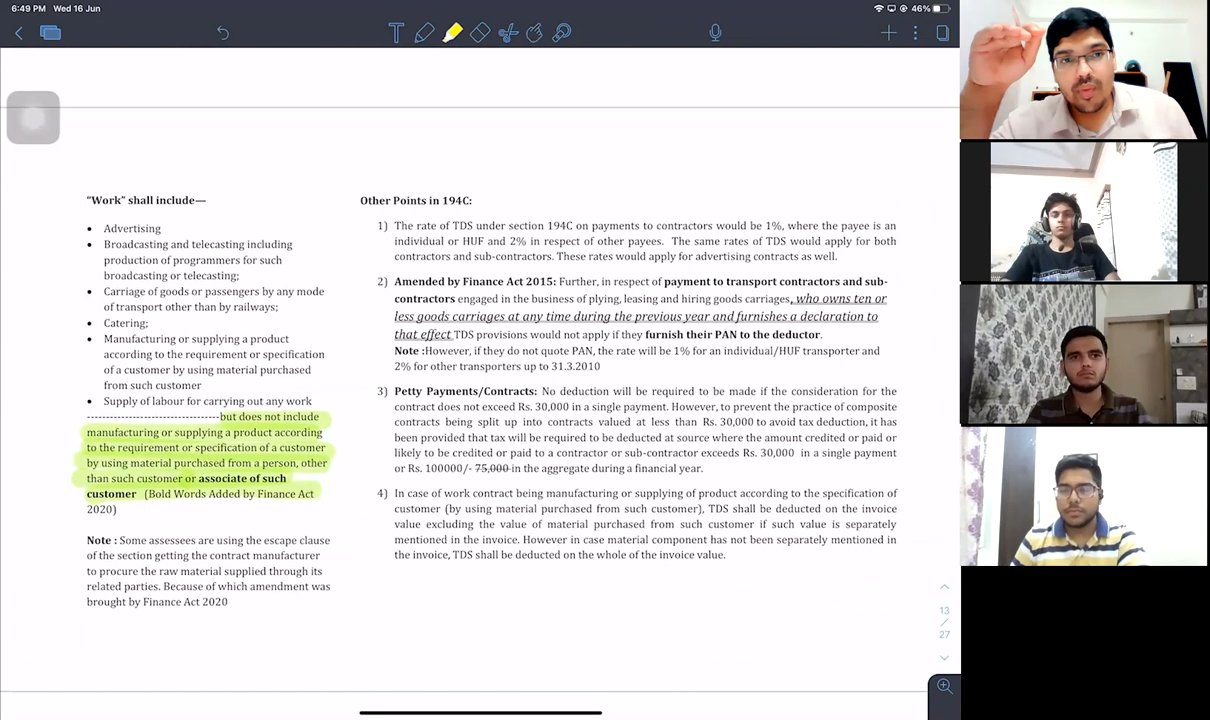 6:49 PM Wed 16 Jun
46%
"Work" shall include—
• Advertising
• Broadcasting and telecasting including
production of programmers for such
broadcasting or telecasting;
• Carriage of goods or passengers by any mode
of transport other than by railways;
• Catering;
• Manufacturing or supplying a product
according to the requirement or specification
of a customer by using material purchased
from such customer
• Supply of labour for carrying out any work
----------------------------------but does not include
manufacturing or supplying a product according
to the requirement or specification of a customer
by using material purchased from a person, other
than such customer or associate of such
customer (Bold Words Added by Finance Act
2020)
Note : Some assessees are using the escape clause
of the section getting the contract manufacturer
to procure the raw material supplied through its
related parties. Because of which amendment was
brought by Finance Act 2020
Other Points in 194C:
1) The rate of TDS under section 194C on payments to contractors would be 1%, where the payee is an
individual or HUF and 2% in respect of other payees. The same rates of TDS would apply for both
contractors and sub-contractors. These rates would apply for advertising contracts as well.
2) Amended by Finance Act 2015: Further, in respect of payment to transport contractors and sub-
contractors engaged in the business of plying, leasing and hiring goods carriages, who owns ten or
less goods carriages at any time during the previous year and furnishes a declaration to
that effect TDS provisions would not apply if they furnish their PAN to the deductor.
Note :However, if they do not quote PAN, the rate will be 1% for an individual/HUF transporter and
2% for other transporters up to 31.3.2010
3) Petty Payments/Contracts: No deduction will be required to be made if the consideration for the
contract does not exceed Rs. 30,000 in a single payment. However, to prevent the practice of composite
contracts being split up into contracts valued at less than Rs. 30,000 to avoid tax deduction, it has
been provided that tax will be required to be deducted at source where the amount credited or paid or
likely to be credited or paid to a contractor or sub-contractor exceeds Rs. 30,000 in a single payment
or Rs. 100000/- 75,000 in the aggregate during a financial year.
4) In case of work contract being manufacturing or supplying of product according to the specification of
customer (by using material purchased from such customer), TDS shall be deducted on the invoice
value excluding the value of material purchased from such customer if such value is separately
mentioned in the invoice. However in case material component has not been separately mentioned in
the invoice, TDS shall be deducted on the whole of the invoice value.
13
/
27